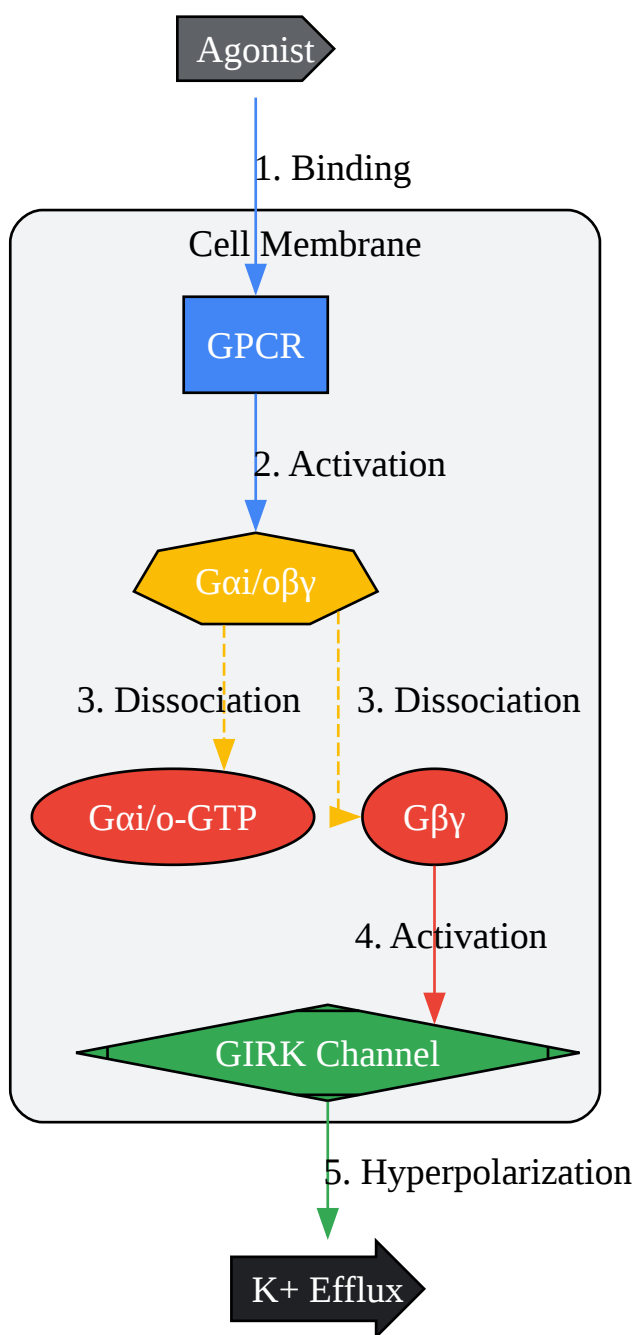 Agonist
1. Binding
Cell Membrane
GPCR
2. Activation
Gαi/oβγ
3. Dissociation
3. Dissociation
Gαi/o-GTP
Gβγ
4. Activation
GIRK Channel
5. Hyperpolarization
K+ Efflux